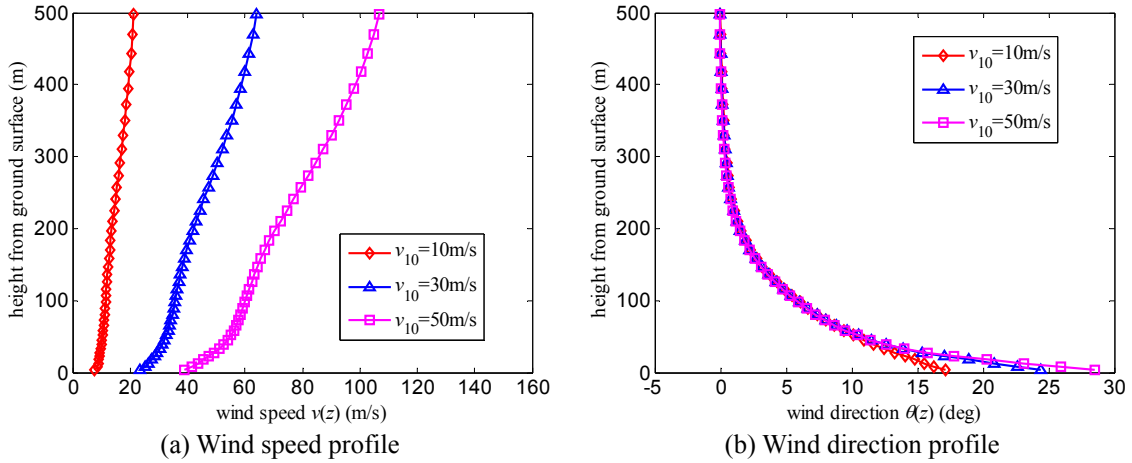 500
400
300
200
100
0
height from ground surface (m)
0 20 40 60 80 100 120 140 160
wind speed v(z) (m/s)
v10=10m/s
v10=30m/s
v10=50m/s
(a) Wind speed profile
500
400
300
200
100
0
height from ground surface (m)
-5 0 5 10 15 20 25 30
wind direction θ(z) (deg)
v10=10m/s
v10=30m/s
v10=50m/s
(b) Wind direction profile